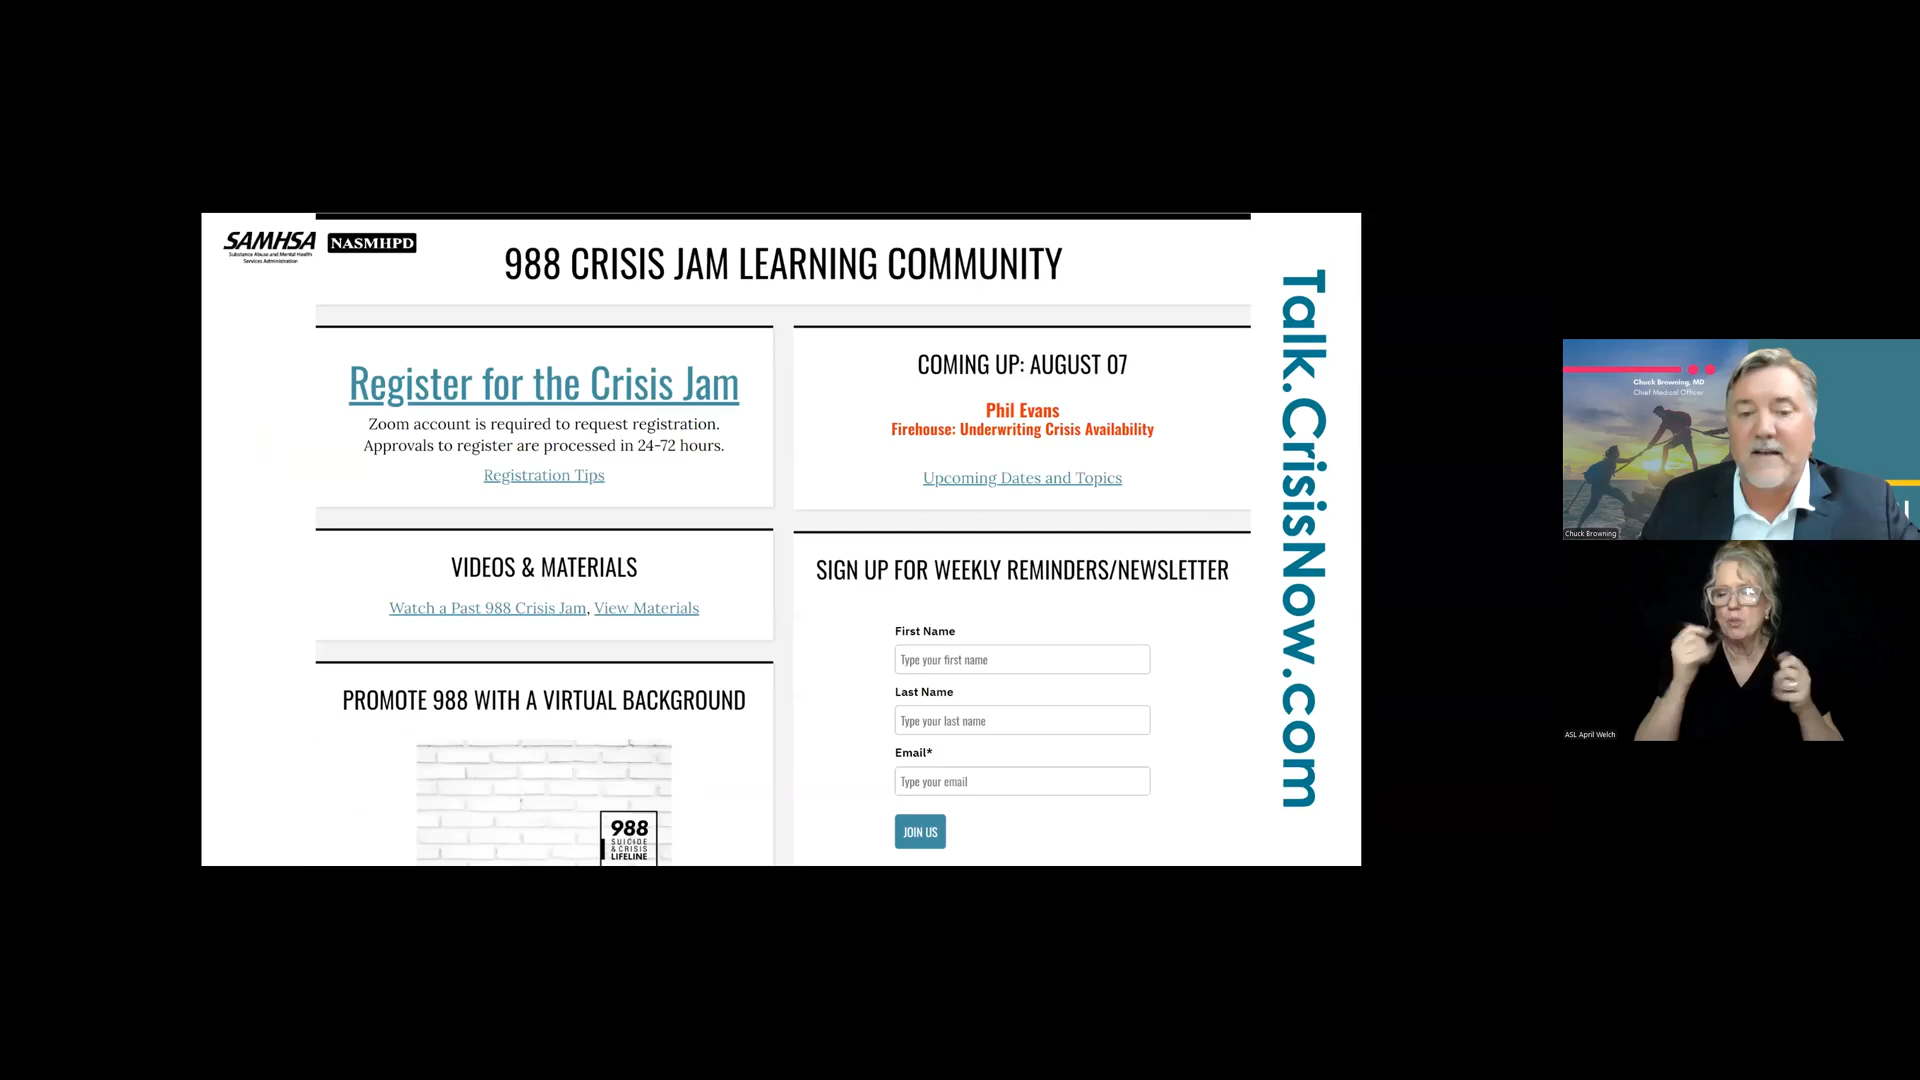 SAMHSA
Substance Abuse and Mental Health
Services Administration
NASMHPD
988 CRISIS JAM LEARNING COMMUNITY
Register for the Crisis Jam
Zoom account is required to request registration.
Approvals to register are processed in 24-72 hours.
Registration Tips
VIDEOS & MATERIALS
Watch a Past 988 Crisis Jam, View Materials
PROMOTE 988 WITH A VIRTUAL BACKGROUND
988
SUICIDE
& CRISIS
LIFELINE
COMING UP: AUGUST 07
Phil Evans
Firehouse: Underwriting Crisis Availability
Upcoming Dates and Topics
SIGN UP FOR WEEKLY REMINDERS/NEWSLETTER
First Name
Type your first name
Last Name
Type your last name
Email*
Type your email
JOIN US
Talk.CrisisNow.com
Chuck Browning, MD
Chief Medical Officer
Chuck Browning
ASL April Welch